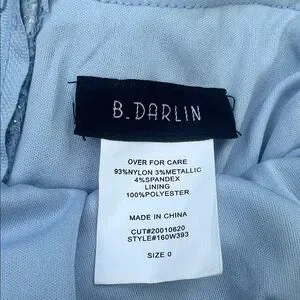 B. DARLIN
OVER FOR CARE
93%NYLON 3%METALLIC
4%SPANDEX
LINING
100%POLYESTER
MADE IN CHINA
CUT#20010620
STYLE#160W393
SIZE 0